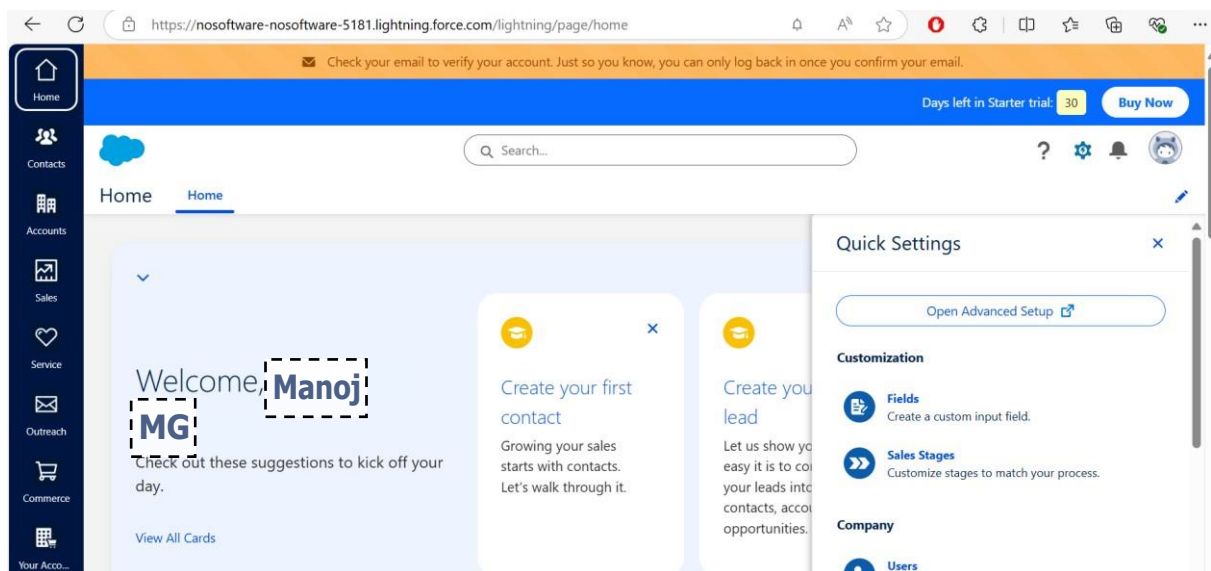 https://nosoftware-nosoftware-5181.lightning.force.com/lightning/page/home
Check your email to verify your account. Just so you know, you can only log back in once you confirm your email.
Days left in Starter trial: 30 Buy Now
Home
Contacts
Accounts
Sales
Service
Outreach
Commerce
Your Acco...
Search...
?
Home Home
Welcome, Manoj
MG
Check out these suggestions to kick off your
day.
View All Cards
Create your first
contact
Growing your sales
starts with contacts.
Let's walk through it.
Create you
lead
Let us show yo
easy it is to co
your leads into
contacts, accou
opportunities.
Quick Settings
Open Advanced Setup
Customization
Fields
Create a custom input field.
Sales Stages
Customize stages to match your process.
Company
Users